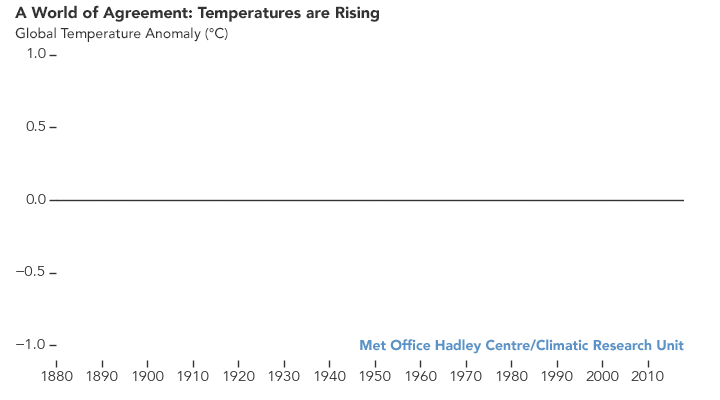 A World of Agreement: Temperatures are Rising
Global Temperature Anomaly (°C)
1.0
0.5
0.0
−0.5
−1.0
Met Office Hadley Centre/Climatic Research Unit
1880 1890 1900 1910 1920 1930 1940 1950 1960 1970 1980 1990 2000 2010